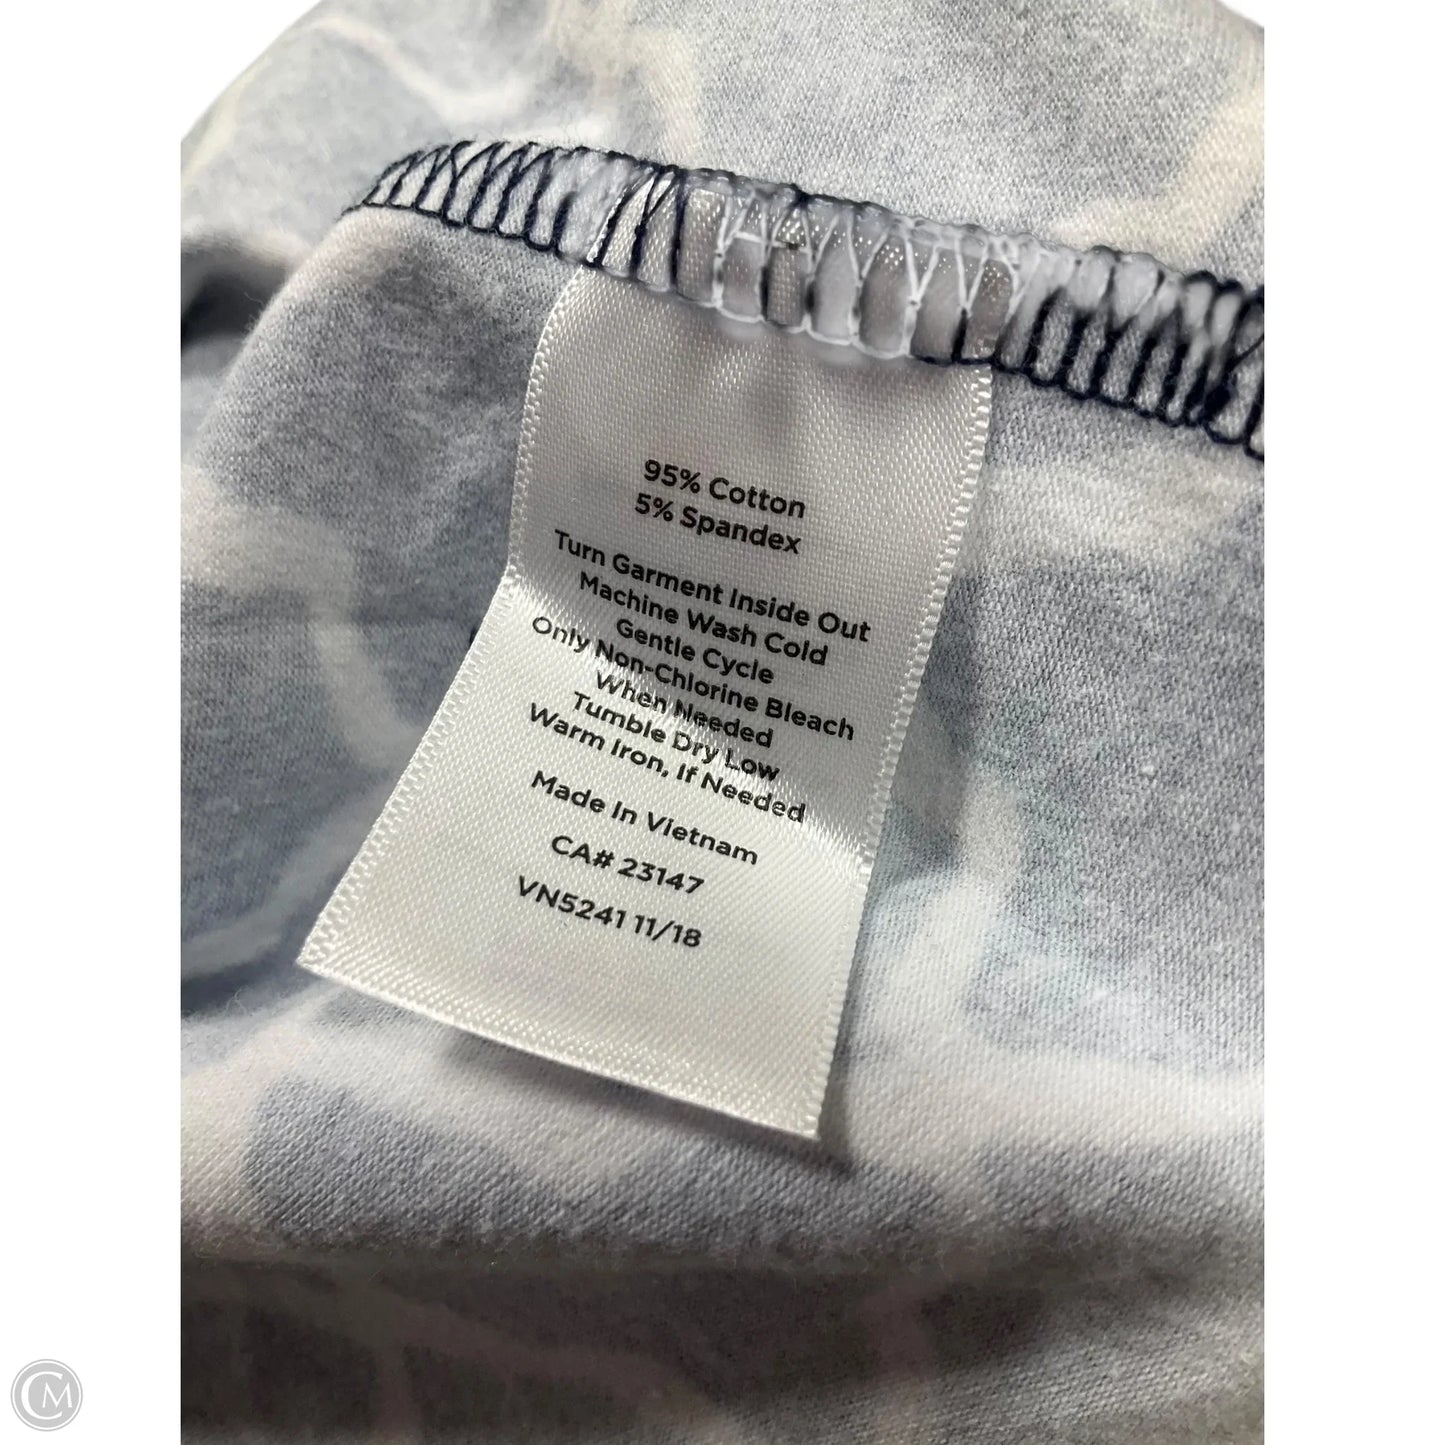 95% Cotton
5% Spandex
Turn Garment Inside Out
Machine Wash Cold
Gentle Cycle
Only Non-Chlorine Bleach
When Needed
Tumble Dry Low
Warm Iron, If Needed
Made In Vietnam
CA# 23147
VN5241 11/18
CM